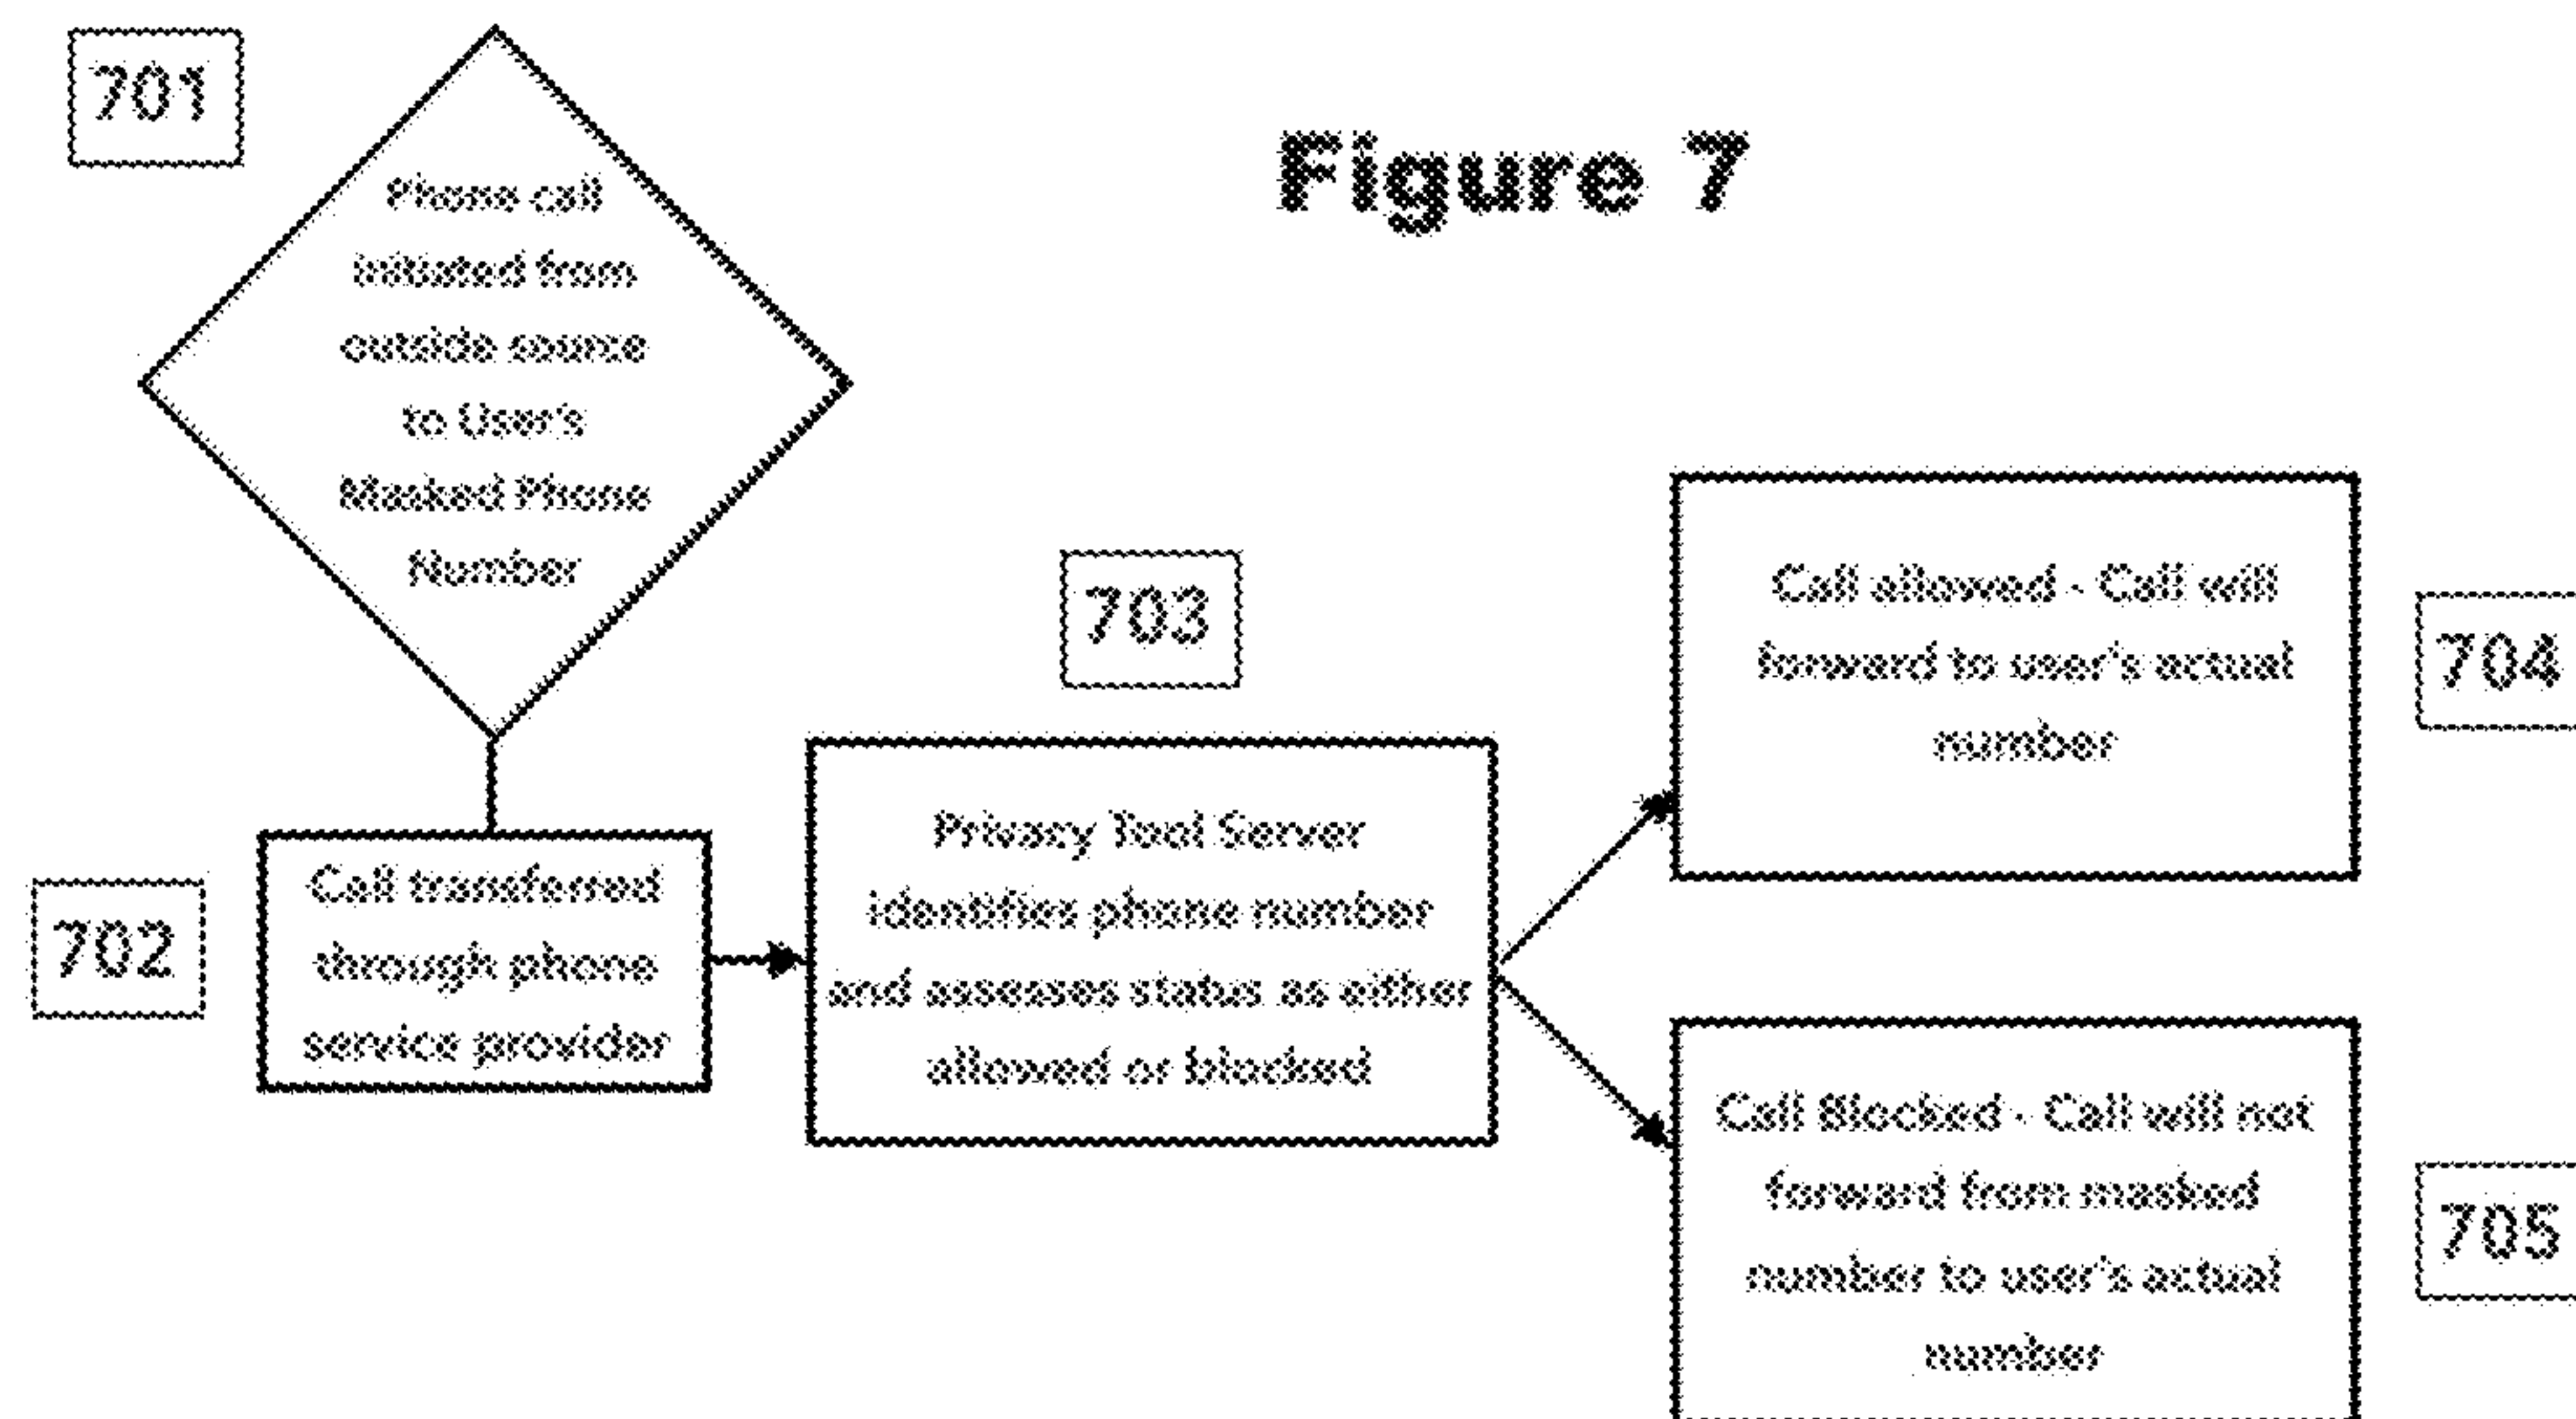 701
Figure 7
Phone call
initiated from
outside source
to User's
Masked Phone
Number
703
Call allowed - Call will
forward to user's actual
number
704
702
Call transferred
through phone
service provider
Privacy Tool Server
identifies phone number
and assesses status as either
allowed or blocked
Call Blocked - Call will not
forward from masked
number to user's actual
number
705